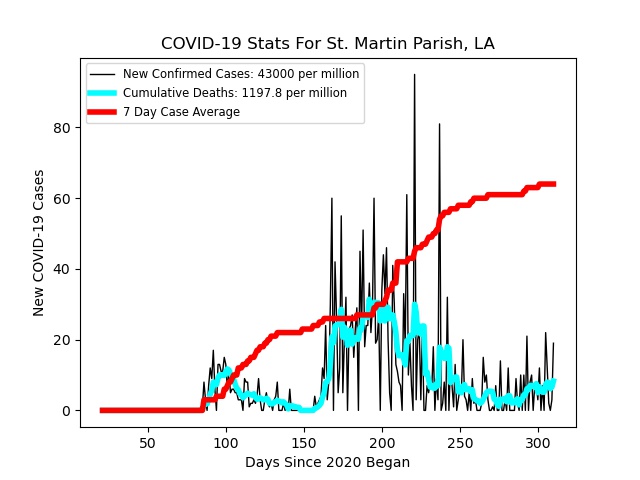 COVID-19 Stats For St. Martin Parish, LA
New Confirmed Cases: 43000 per million
Cumulative Deaths: 1197.8 per million
7 Day Case Average
New COVID-19 Cases
80
60
40
20
0
50 100 150 200 250 300
Days Since 2020 Began